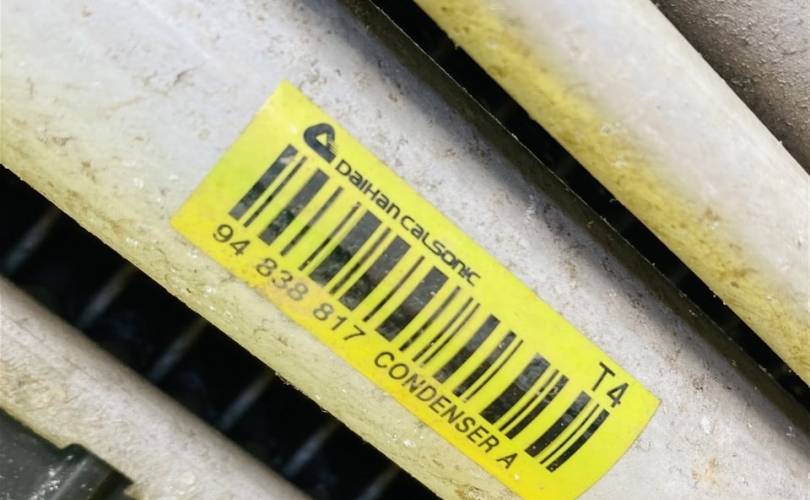 DaiHan CaLSONiC
T4
94 838 817 CONDENSER A